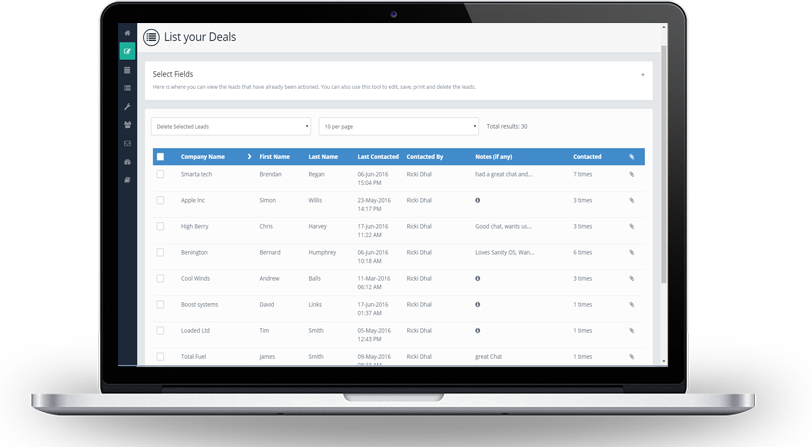 List your Deals
Select Fields
Here is where you can view the leads that have already been actioned. You can also use this tool to edit, save, print and delete the leads.
Delete Selected Leads 10 per page Total results: 30
Company Name First Name Last Name Last Contacted Contacted By Notes (if any) Contacted
Smarta tech Brendan Regan 06-Jun-2016 Ricki Dhal had a great chat and... 7 times
15:04 PM
Apple Inc Simon Willis 23-May-2016 Ricki Dhal 3 times
14:17 PM
High Berry Chris Harvey 17-Jun-2016 Ricki Dhal Good chat, wants us... 3 times
11:22 AM
Benington Bernard Humphrey 06-Jun-2016 Ricki Dhal Loves Sanity OS, Wan... 6 times
10:18 AM
Cool Winds Andrew Balls 11-Mar-2016 Ricki Dhal 3 times
06:12 AM
Boost systems David Links 17-Jun-2016 Ricki Dhal 1 times
01:37 AM
Loaded Ltd Tim Smith 05-May-2016 Ricki Dhal 1 times
12:43 PM
Total Fuel James Smith 09-May-2016 Ricki Dhal great Chat 1 times